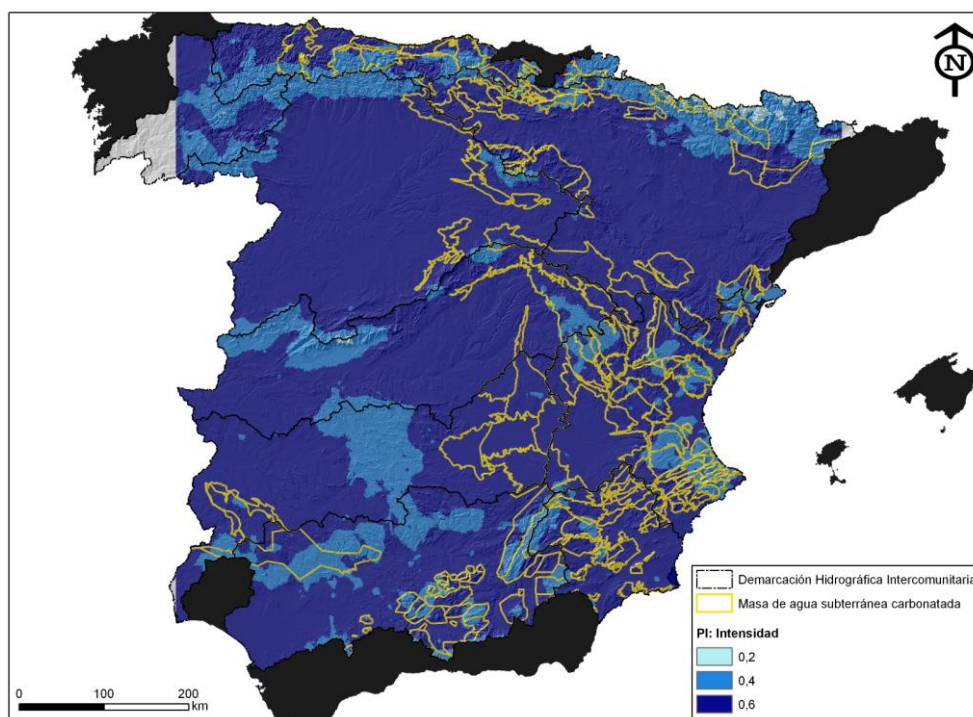 N
Demarcación Hidrográfica Intercomunitaria
Masa de agua subterránea carbonatada
PI: Intensidad
0,2
0,4
0,6
0 100 200
km